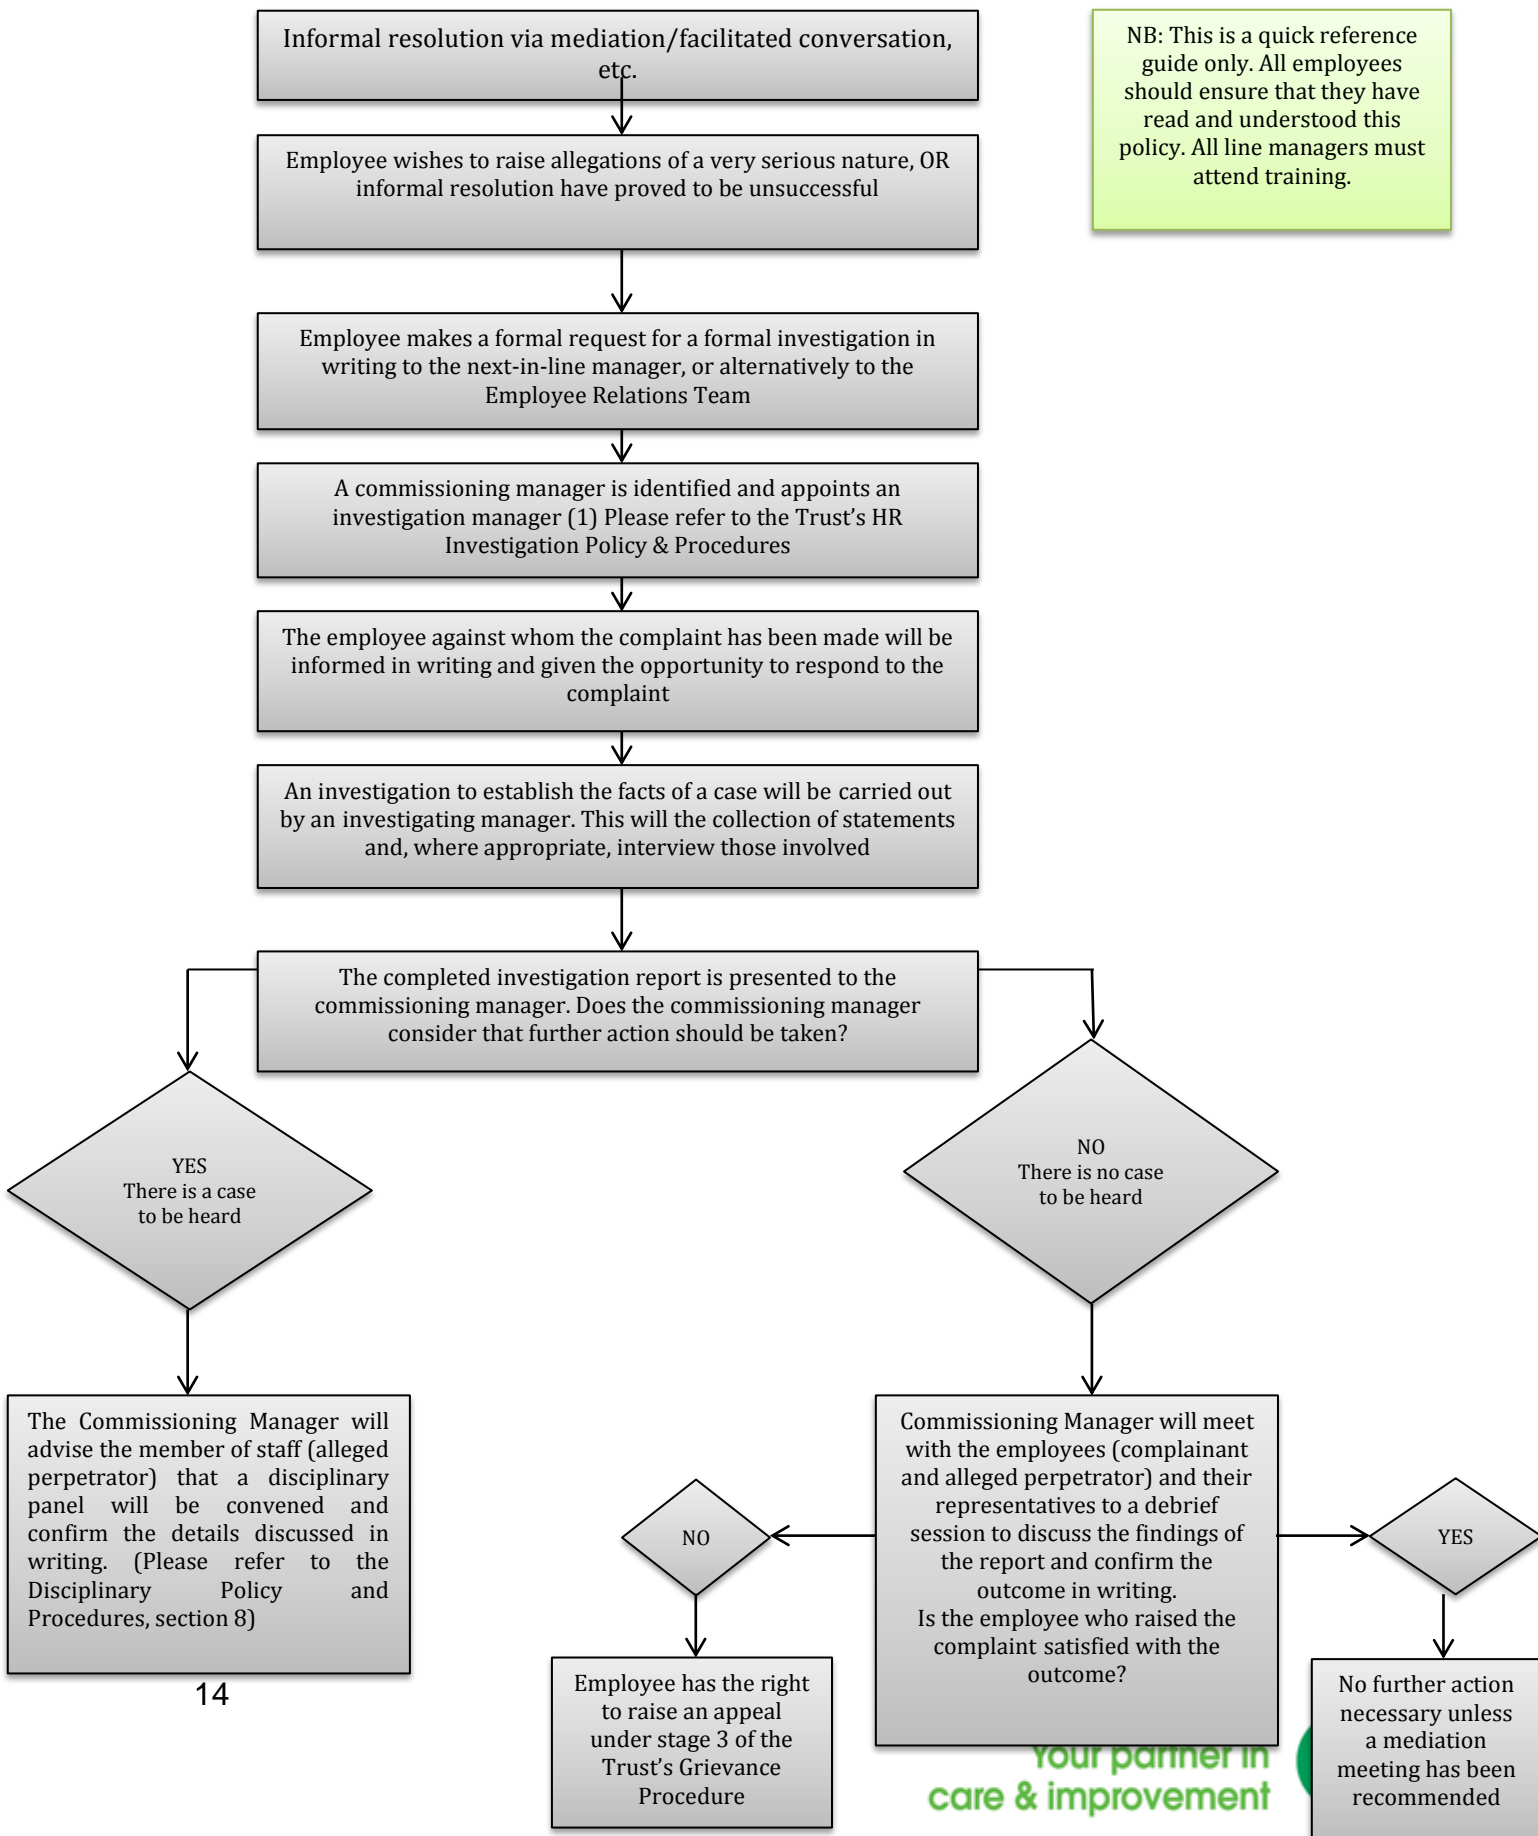 Informal resolution via mediation/facilitated conversation,
etc.
NB: This is a quick reference
guide only. All employees
should ensure that they have
read and understood this
policy. All line managers must
attend training.
Employee wishes to raise allegations of a very serious nature, OR
informal resolution have proved to be unsuccessful
Employee makes a formal request for a formal investigation in
writing to the next-in-line manager, or alternatively to the
Employee Relations Team
A commissioning manager is identified and appoints an
investigation manager (1) Please refer to the Trust’s HR
Investigation Policy & Procedures
The employee against whom the complaint has been made will be
informed in writing and given the opportunity to respond to the
complaint
An investigation to establish the facts of a case will be carried out
by an investigating manager. This will the collection of statements
and, where appropriate, interview those involved
The completed investigation report is presented to the
commissioning manager. Does the commissioning manager
consider that further action should be taken?
YES
There is a case
to be heard
NO
There is no case
to be heard
The Commissioning Manager will
advise the member of staff (alleged
perpetrator) that a disciplinary
panel will be convened and
confirm the details discussed in
writing. (Please refer to the
Disciplinary Policy and
Procedures, section 8)
Commissioning Manager will meet
with the employees (complainant
and alleged perpetrator) and their
representatives to a debrief
session to discuss the findings of
the report and confirm the
outcome in writing.
Is the employee who raised the
complaint satisfied with the
outcome?
NO
YES
Employee has the right
to raise an appeal
under stage 3 of the
Trust’s Grievance
Procedure
No further action
necessary unless
a mediation
meeting has been
recommended
14
Your partner in
care & improvement